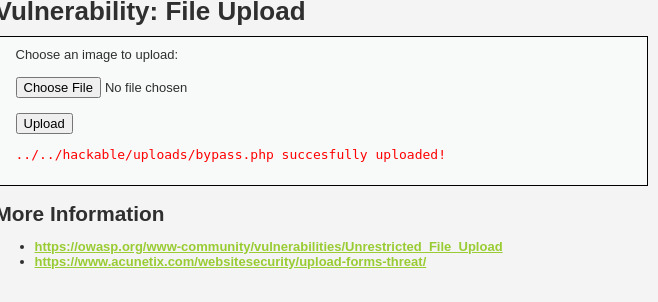 Vulnerability: File Upload
Choose an image to upload:
Choose File No file chosen
Upload
../../hackable/uploads/bypass.php succesfully uploaded!
More Information
https://owasp.org/www-community/vulnerabilities/Unrestricted_File_Upload
https://www.acunetix.com/websitesecurity/upload-forms-threat/